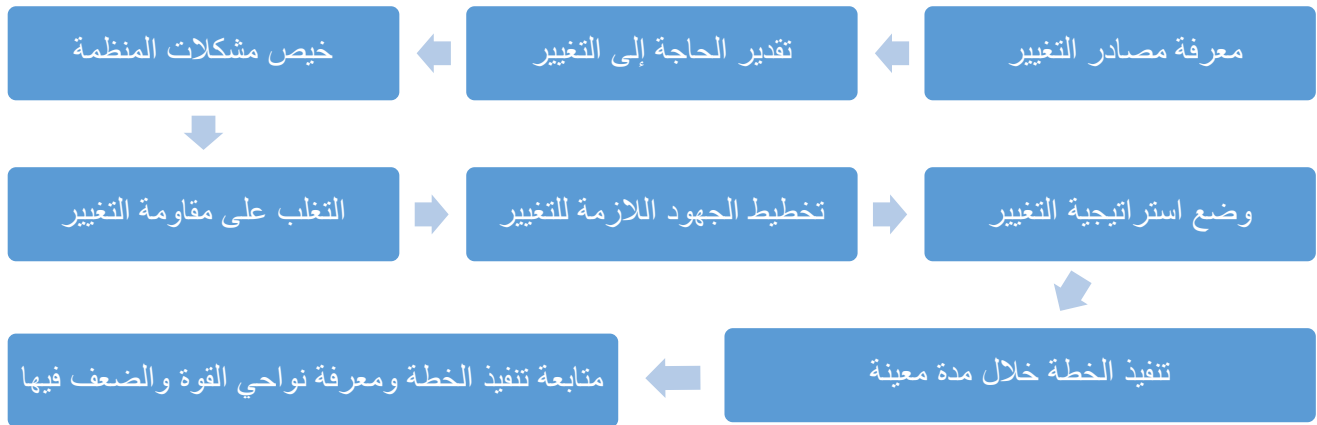 معرفة مصادر التغيير
تقدير الحاجة إلى التغيير
خيص مشكلات المنظمة
التغلب على مقاومة التغيير
تخطيط الجهود اللازمة للتغيير
وضع استراتيجية التغيير
تنفيذ الخطة خلال مدة معينة
متابعة تنفيذ الخطة ومعرفة نواحي القوة والضعف فيها